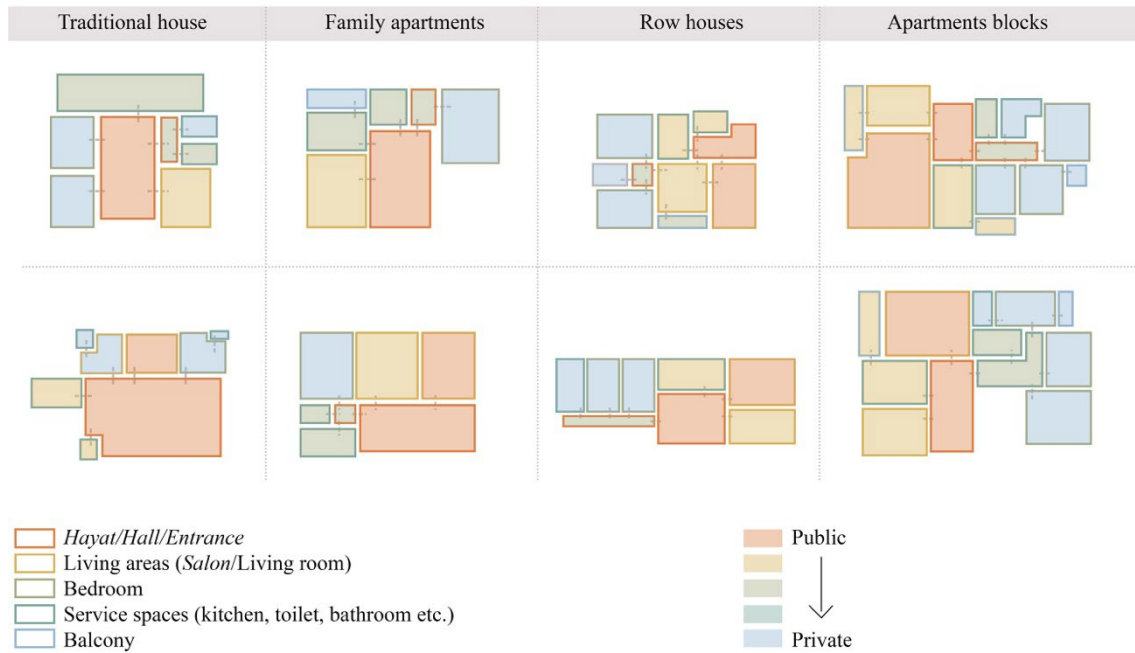 Traditional house
Family apartments
Row houses
Apartments blocks
Hayat/Hall/Entrance
Living areas (Salon/Living room)
Bedroom
Service spaces (kitchen, toilet, bathroom etc.)
Balcony
Public
Private